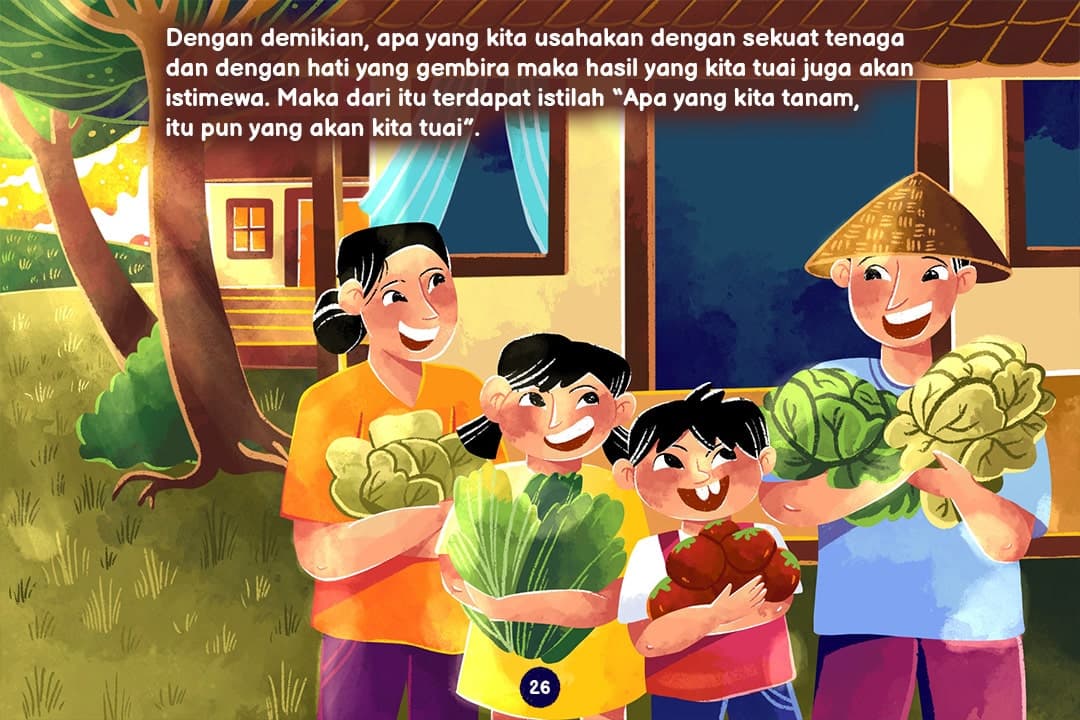 Dengan demikian, apa yang kita usahakan dengan sekuat tenaga
dan dengan hati yang gembira maka hasil yang kita tuai juga akan
istimewa. Maka dari itu terdapat istilah “Apa yang kita tanam,
itu pun yang akan kita tuai”.
26